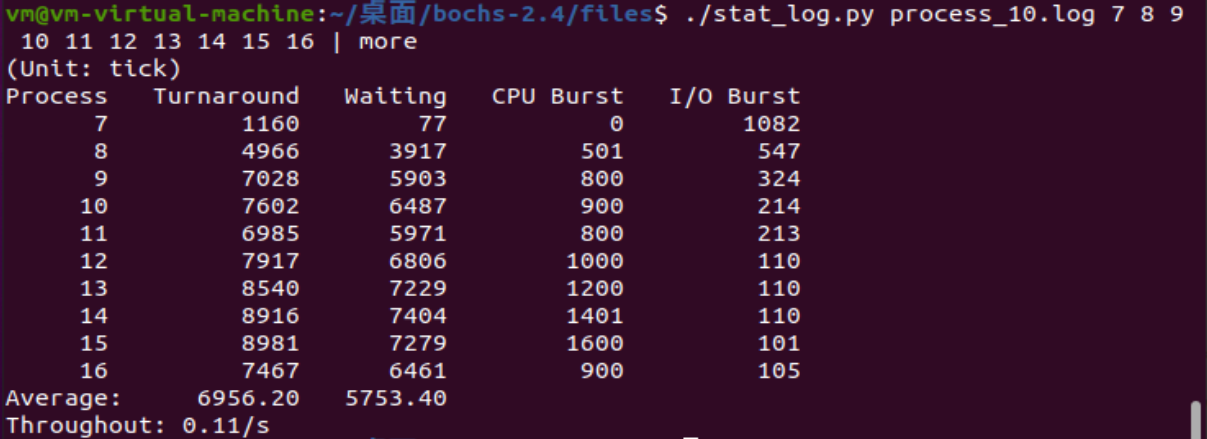 vm@vm-virtual-machine:~/桌面/bochs-2.4/files$ ./stat_log.py process_10.log 7 8 9
 10 11 12 13 14 15 16 | more
(Unit: tick)
Process   Turnaround   Waiting   CPU Burst   I/O Burst
      7         1160        77           0        1082
      8         4966      3917         501         547
      9         7028      5903         800         324
     10         7602      6487         900         214
     11         6985      5971         800         213
     12         7917      6806        1000         110
     13         8540      7229        1200         110
     14         8916      7404        1401         110
     15         8981      7279        1600         101
     16         7467      6461         900         105
Average:     6956.20   5753.40
Throughout: 0.11/s